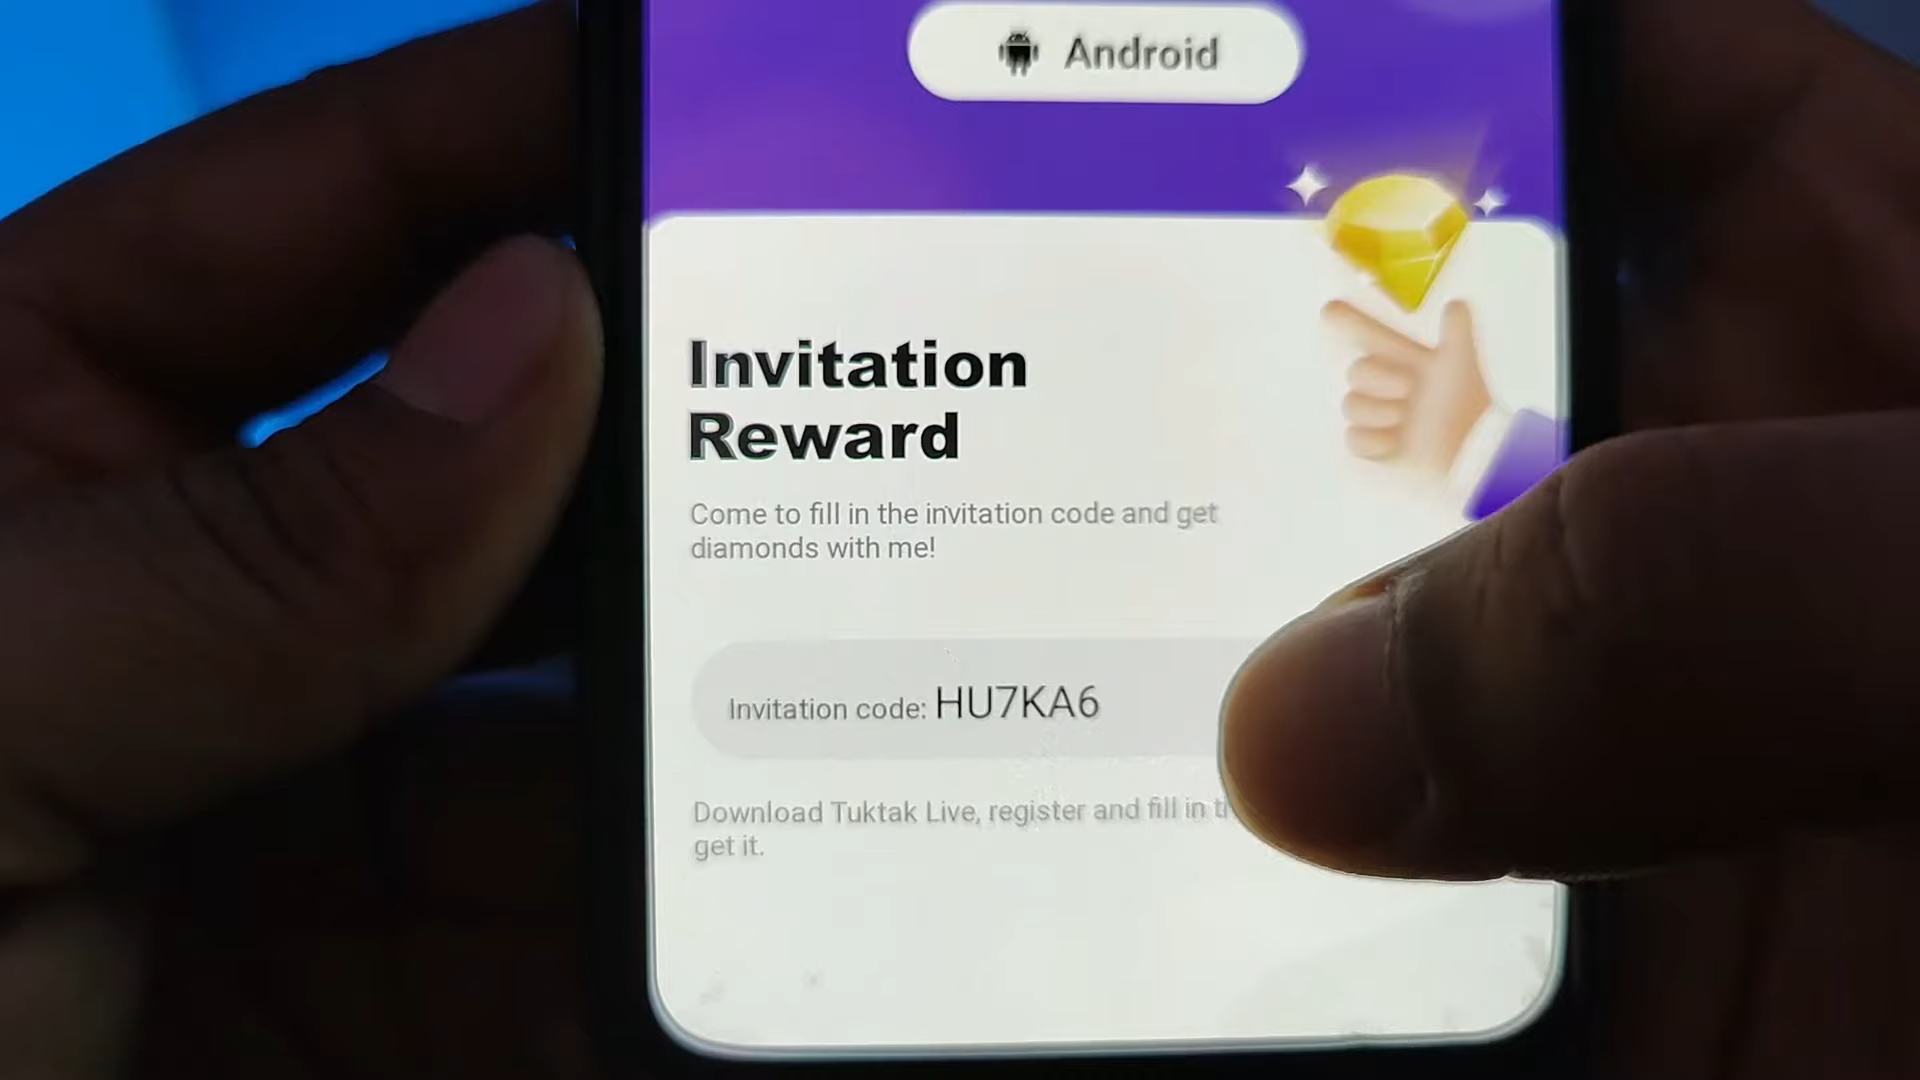 Android
Invitation
Reward
Come to fill in the invitation code and get
diamonds with me!
Invitation code: HU7KA6
Download Tuktak Live, register and fill in
get it.